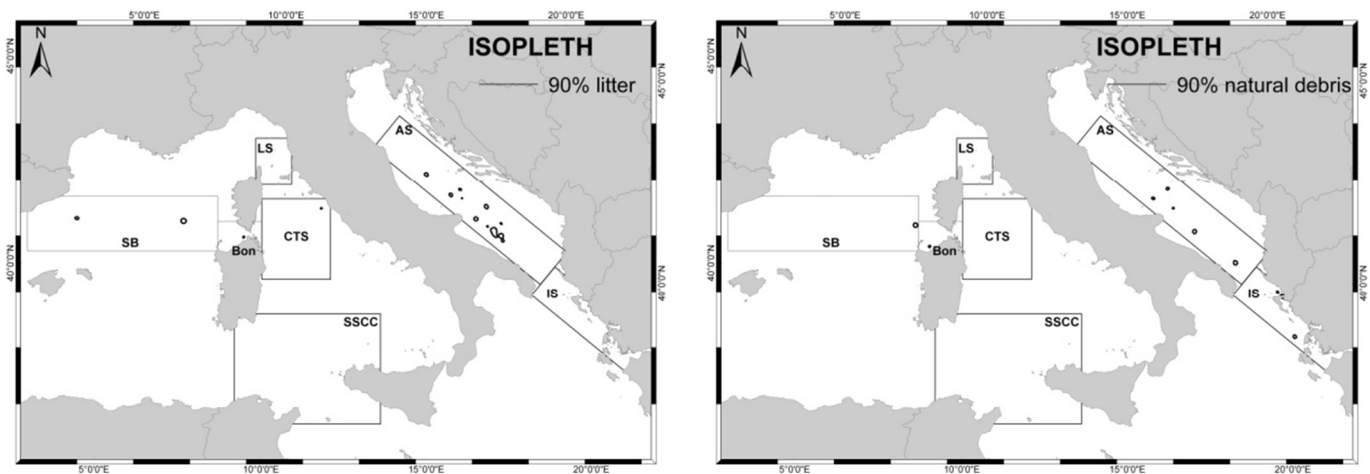 5°0'0"E 10°0'0"E 15°0'0"E 20°0'0"E
N
ISOPLETH
90% litter
45°0'0"N
45°0'0"N
AS
LS
SB
Bon
CTS
IS
40°0'0"N
40°0'0"N
SSCC
5°0'0"E 10°0'0"E 15°0'0"E 20°0'0"E
5°0'0"E 10°0'0"E 15°0'0"E 20°0'0"E
N
ISOPLETH
90% natural debris
45°0'0"N
45°0'0"N
AS
LS
SB
Bon
CTS
IS
40°0'0"N
40°0'0"N
SSCC
5°0'0"E 10°0'0"E 15°0'0"E 20°0'0"E